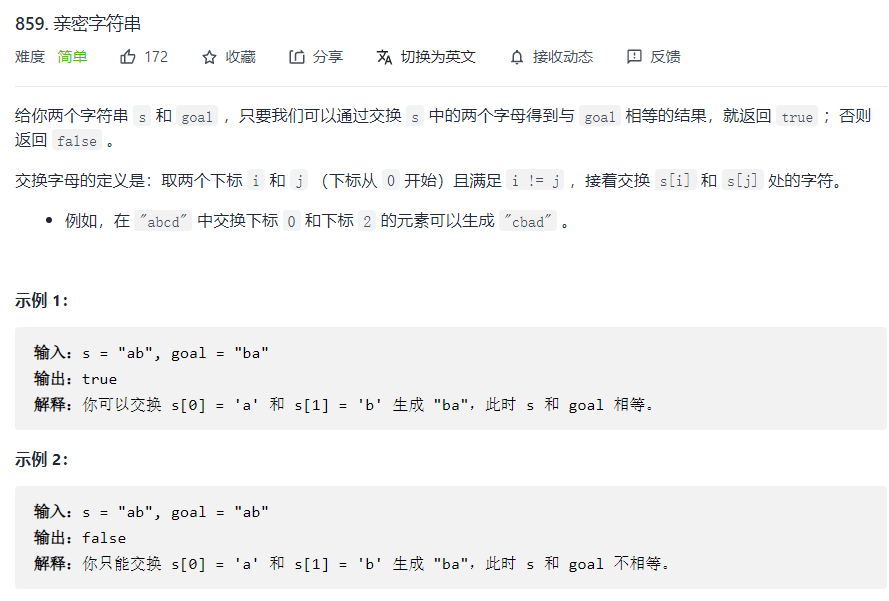 859. 亲密字符串
难度 简单 172 收藏 分享 切换为英文 接收动态 反馈
给你两个字符串 s 和 goal ，只要我们可以通过交换 s 中的两个字母得到与 goal 相等的结果，就返回 true ；否则
返回 false 。
交换字母的定义是：取两个下标 i 和 j （下标从 0 开始）且满足 i != j ，接着交换 s[i] 和 s[j] 处的字符。
• 例如，在 "abcd" 中交换下标 0 和下标 2 的元素可以生成 "cbad" 。
示例 1：
输入：s = "ab", goal = "ba"
输出：true
解释：你可以交换 s[0] = 'a' 和 s[1] = 'b' 生成 "ba"，此时 s 和 goal 相等。
示例 2：
输入：s = "ab", goal = "ab"
输出：false
解释：你只能交换 s[0] = 'a' 和 s[1] = 'b' 生成 "ba"，此时 s 和 goal 不相等。